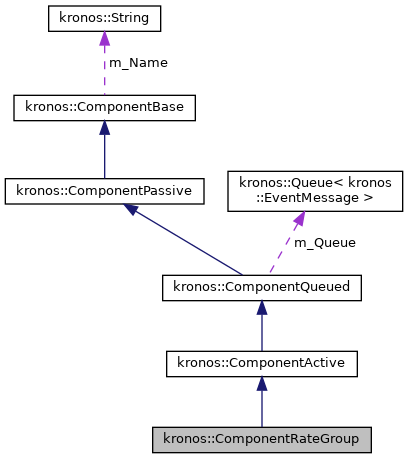 kronos::String
m_Name
kronos::ComponentBase
kronos::ComponentPassive
kronos::Queue< kronos
::EventMessage >
m_Queue
kronos::ComponentQueued
kronos::ComponentActive
kronos::ComponentRateGroup